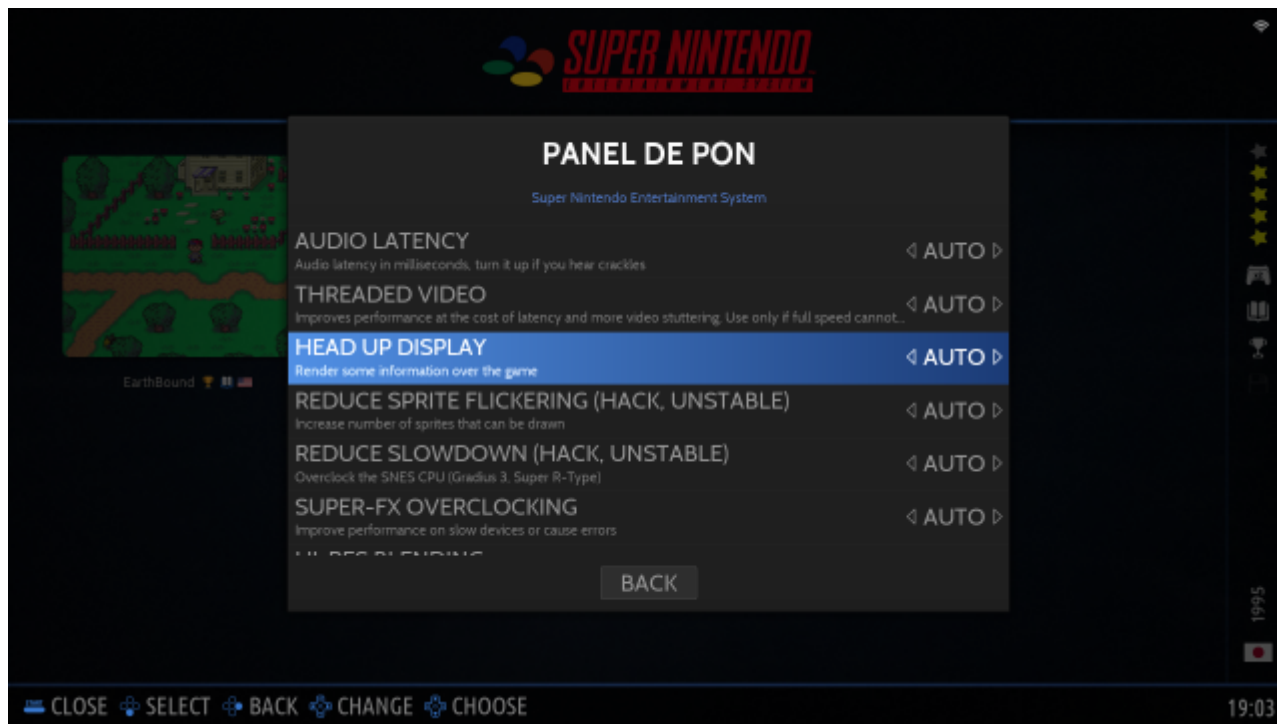 SUPER NINTENDO
ENTERTAINMENT SYSTEM
PANEL DE PON
Super Nintendo Entertainment System
AUDIO LATENCY
Audio latency in milliseconds, turn it up if you hear crackles
AUTO
THREADED VIDEO
Improves performance at the cost of latency and more video stuttering. Use only if full speed cannot...
AUTO
HEAD UP DISPLAY
Render some information over the game
AUTO
REDUCE SPRITE FLICKERING (HACK, UNSTABLE)
Increase number of sprites that can be drawn
AUTO
REDUCE SLOWDOWN (HACK, UNSTABLE)
Overclock the SNES CPU (Gradius 3, Super R-Type)
AUTO
SUPER-FX OVERCLOCKING
Improve performance on slow devices or cause errors
AUTO
HI-RES BLENDING
BACK
EarthBound
1995
CLOSE SELECT BACK CHANGE CHOOSE
19:03